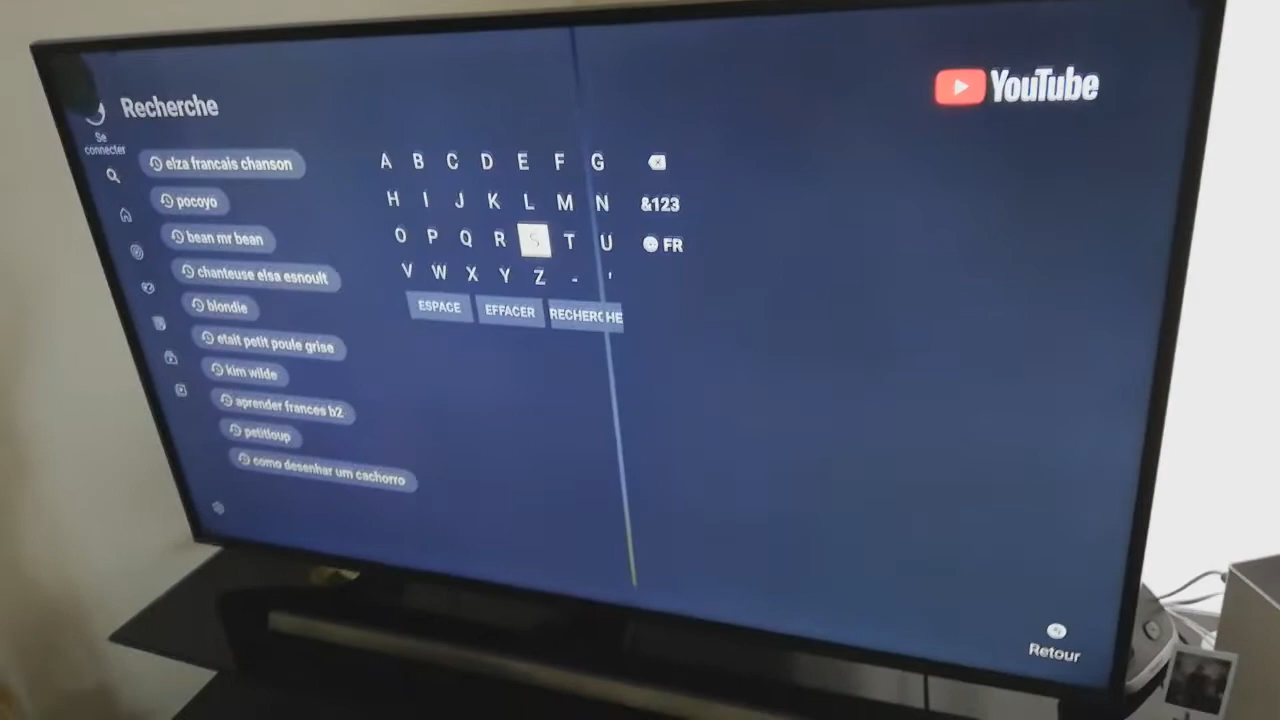 Recherche
YouTube
Se
connecter
elza francais chanson
pocoyo
bean mr bean
chanteuse elsa esnoult
blondie
etait petit poule grise
kim wilde
aprender frances b2
petitloup
como desenhar um cachorro
A B C D E F G
H I J K L M N &123
O P Q R S T U FR
V W X Y Z - '
ESPACE EFFACER RECHERCHE
Retour